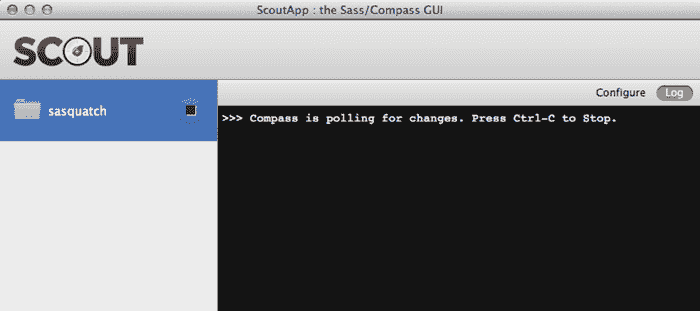 ScoutApp : the Sass/Compass GUI
SCOUT
sasquatch
Configure Log
>>> Compass is polling for changes. Press Ctrl-C to Stop.